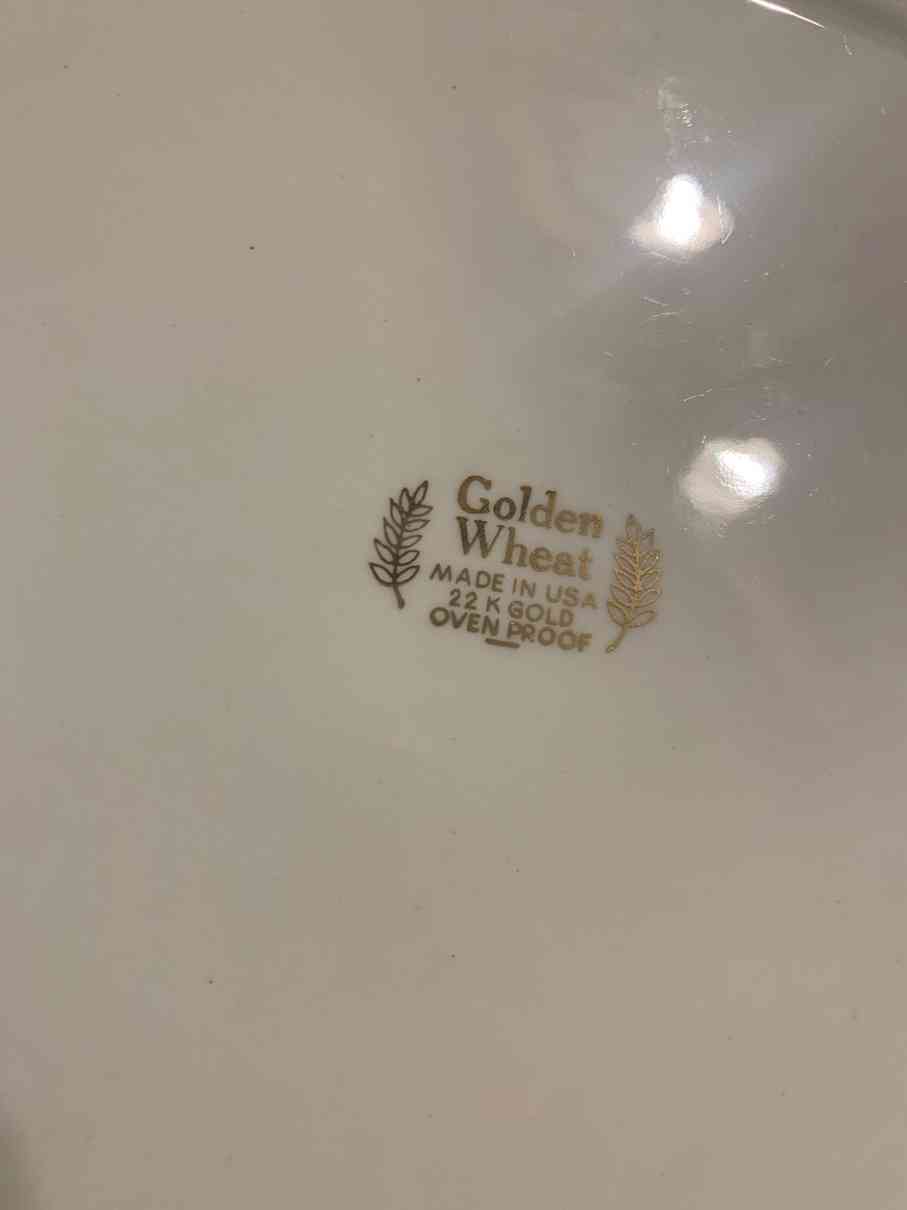 Golden
Wheat
MADE IN USA
22 K GOLD
OVEN PROOF